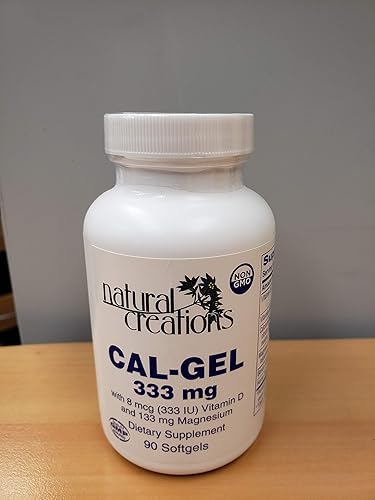 natural
creations
NON
GMO
CAL-GEL
333 mg
with 8 mcg (333 IU) Vitamin D
and 133 mg Magnesium
Dietary Supplement
90 Softgels
GMP